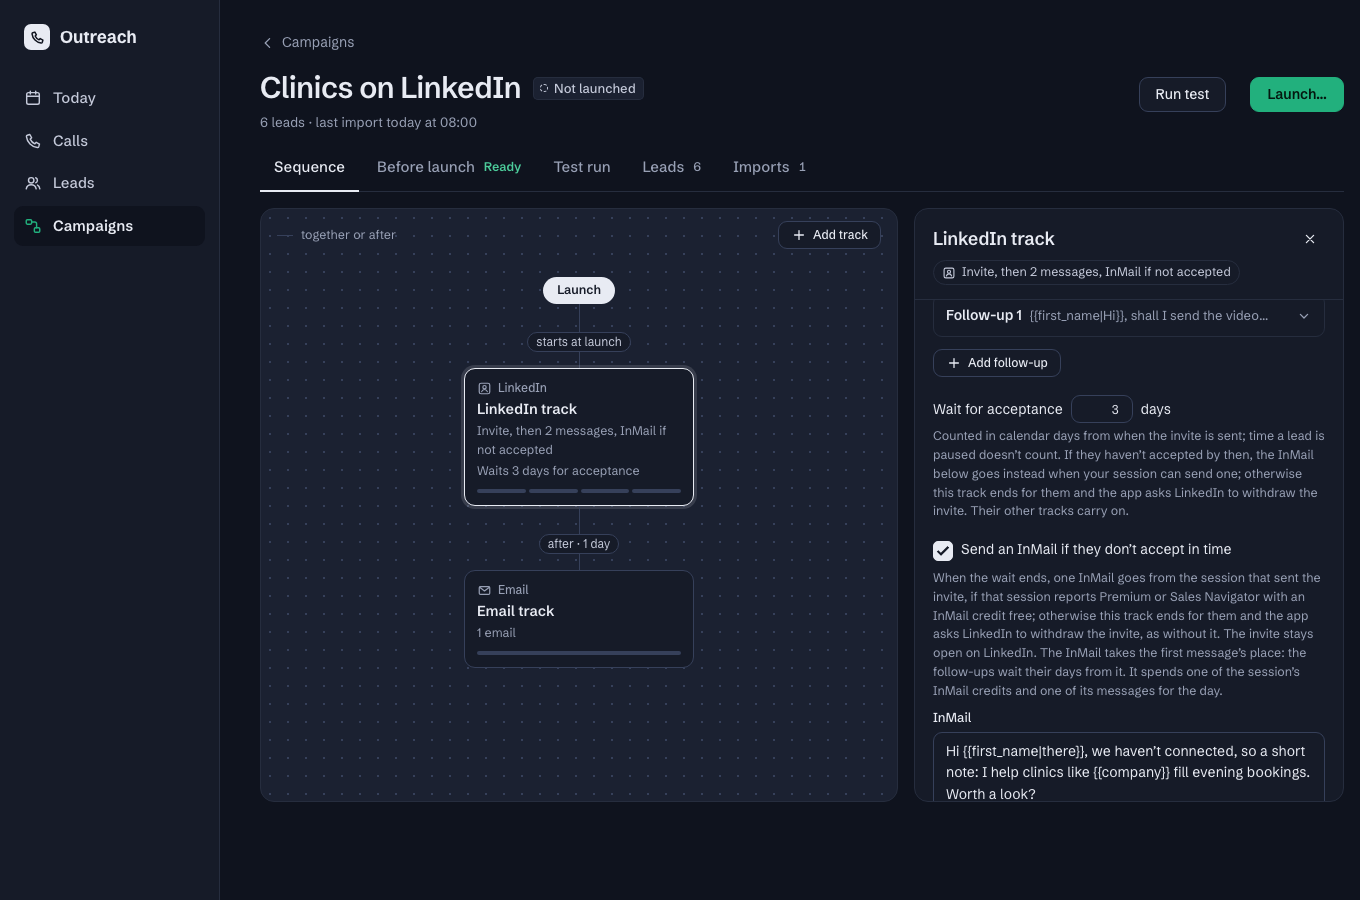 Outreach
Today
Calls
Leads
Campaigns
Campaigns
Clinics on LinkedIn
Not launched
6 leads · last import today at 08:00
Run test
Launch...
Sequence
Before launch Ready
Test run
Leads 6
Imports 1
together or after
Add track
Launch
starts at launch
LinkedIn
LinkedIn track
Invite, then 2 messages, InMail if
not accepted
Waits 3 days for acceptance
after · 1 day
Email
Email track
1 email
LinkedIn track
Invite, then 2 messages, InMail if not accepted
Follow-up 1 {{first_name|Hi}}, shall I send the video...
Add follow-up
Wait for acceptance 3 days
Counted in calendar days from when the invite is sent; time a lead is
paused doesn’t count. If they haven’t accepted by then, the InMail
below goes instead when your session can send one; otherwise
this track ends for them and the app asks LinkedIn to withdraw the
invite. Their other tracks carry on.
Send an InMail if they don’t accept in time
When the wait ends, one InMail goes from the session that sent the
invite, if that session reports Premium or Sales Navigator with an
InMail credit free; otherwise this track ends for them and the app
asks LinkedIn to withdraw the invite, as without it. The invite stays
open on LinkedIn. The InMail takes the first message’s place: the
follow-ups wait their days from it. It spends one of the session’s
InMail credits and one of its messages for the day.
InMail
Hi {{first_name|there}}, we haven’t connected, so a short
note: I help clinics like {{company}} fill evening bookings.
Worth a look?